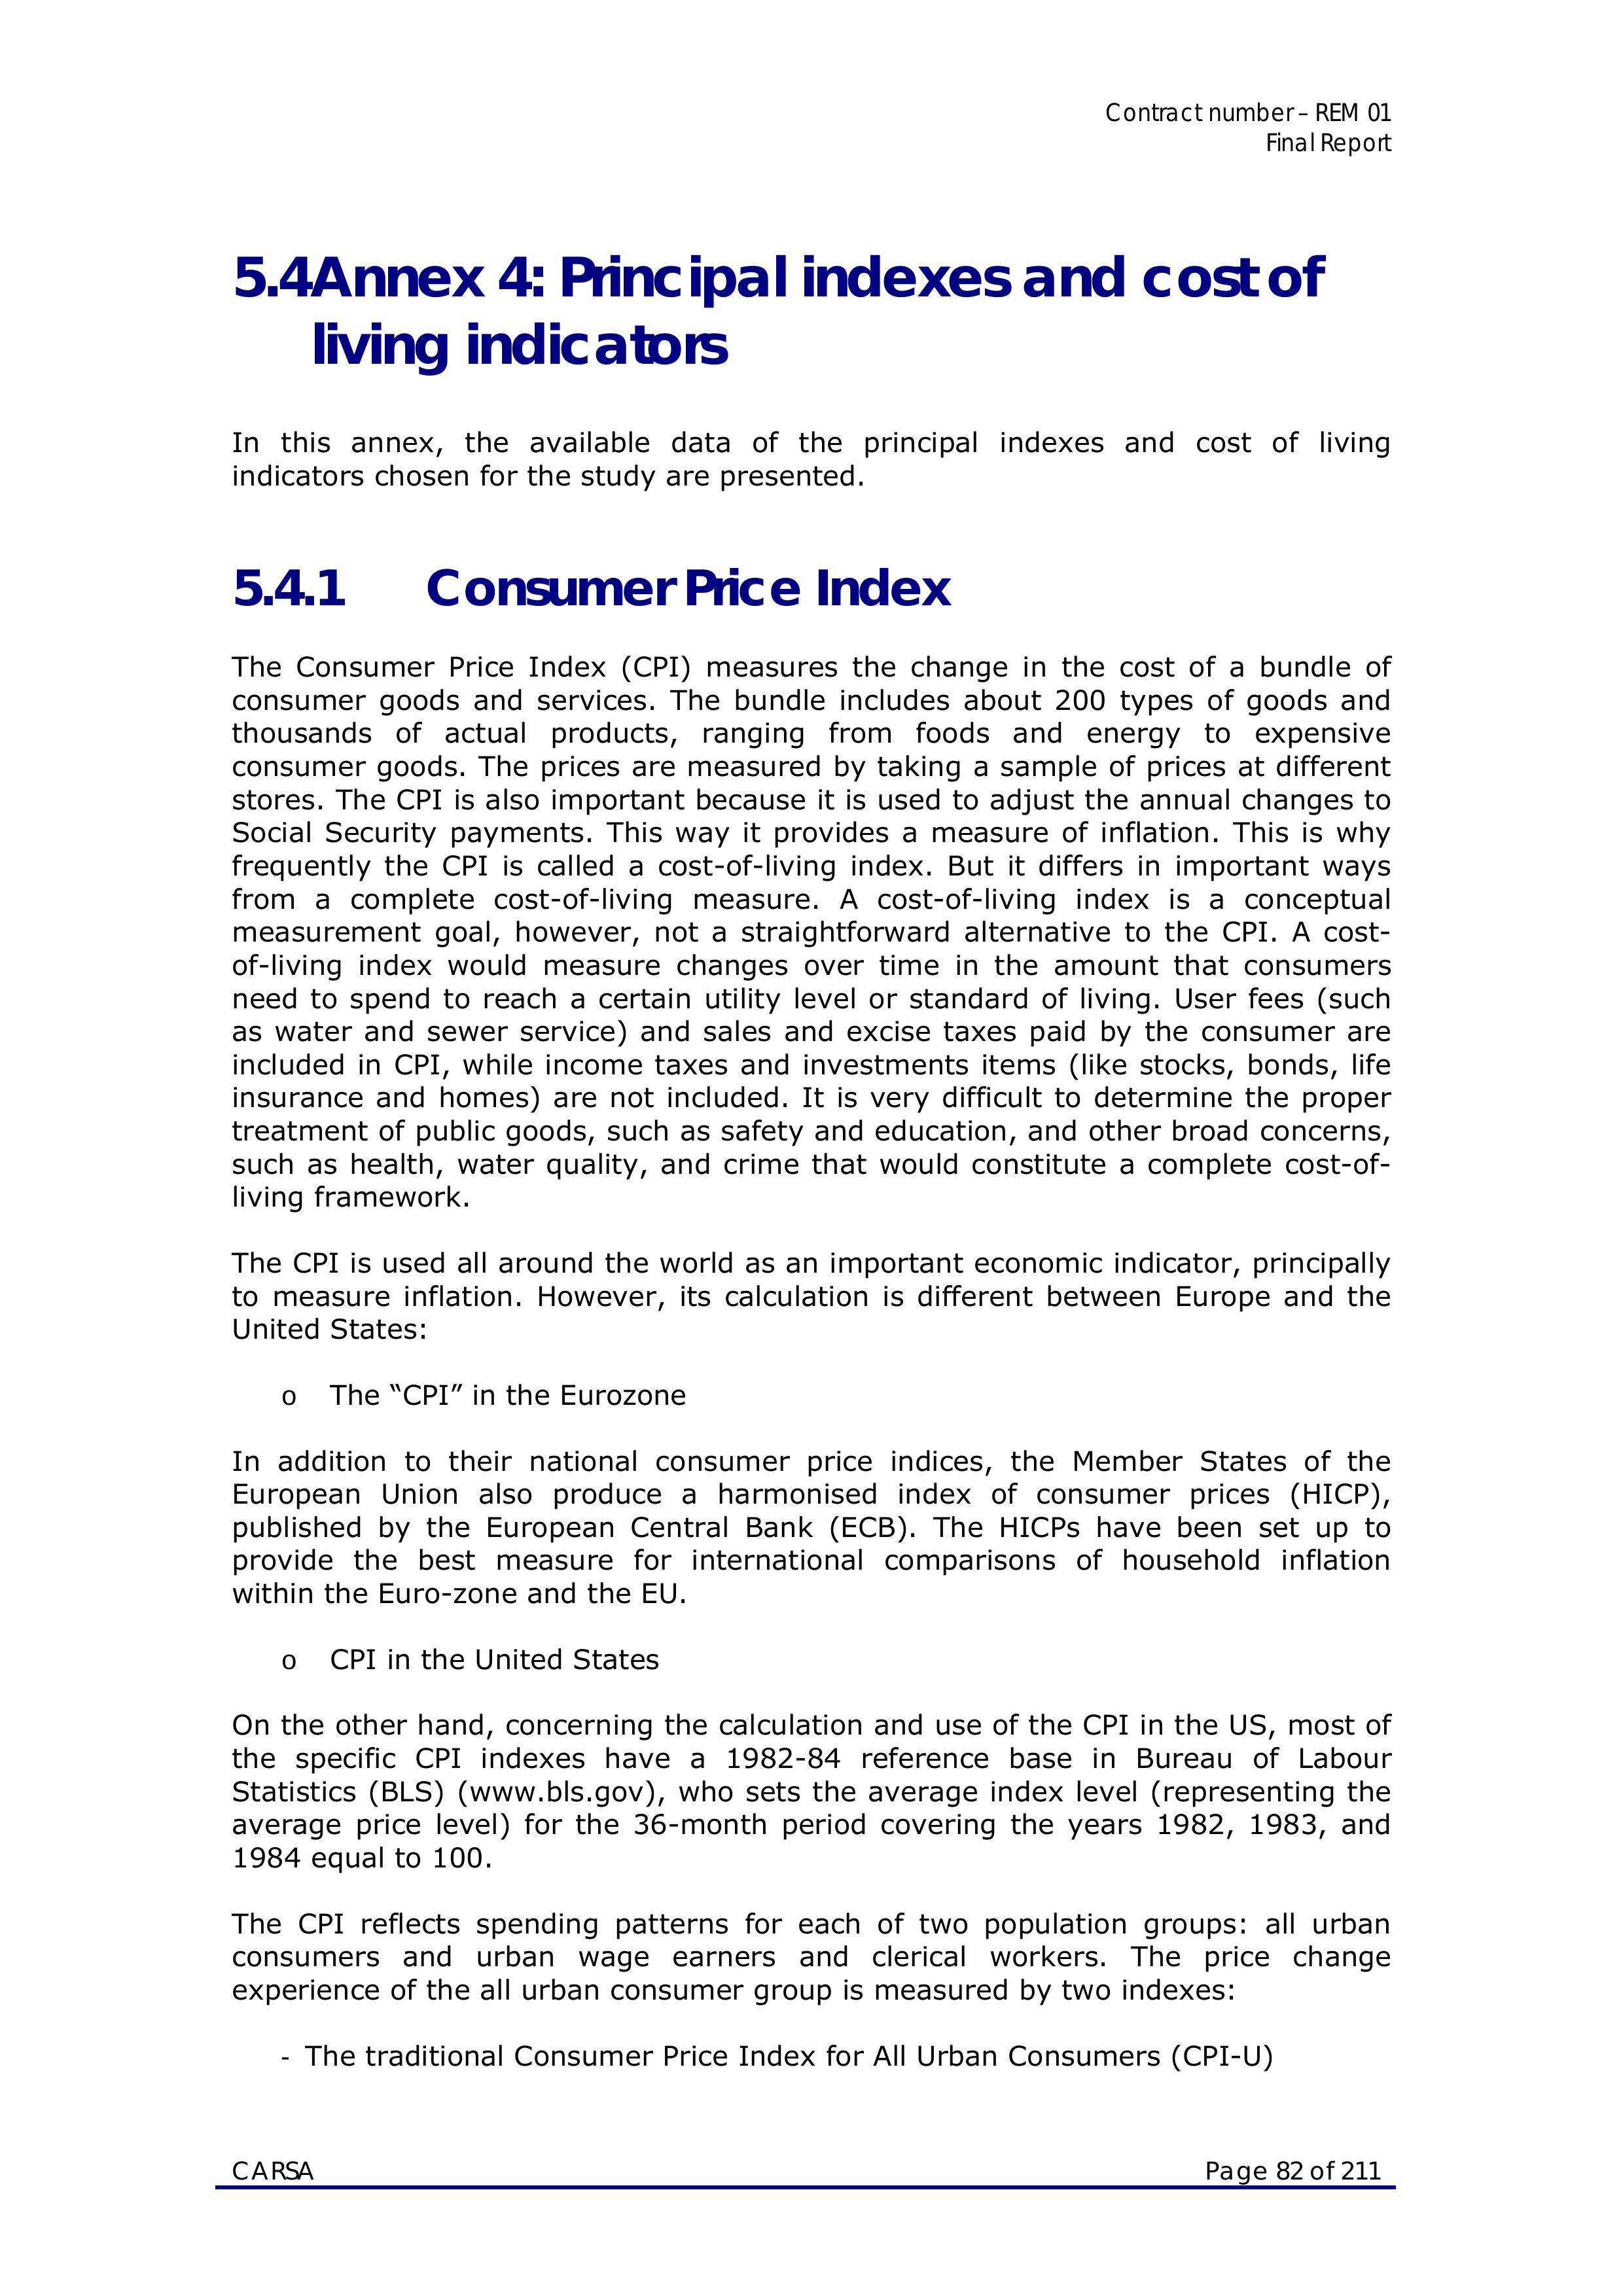 Contract number – REM 01
Final Report
5.4Annex 4: Principal indexes and cost of
living indicators
In this annex, the available data of the principal indexes and cost of living
indicators chosen for the study are presented.
5.4.1 Consumer Price Index
The Consumer Price Index (CPI) measures the change in the cost of a bundle of
consumer goods and services. The bundle includes about 200 types of goods and
thousands of actual products, ranging from foods and energy to expensive
consumer goods. The prices are measured by taking a sample of prices at different
stores. The CPI is also important because it is used to adjust the annual changes to
Social Security payments. This way it provides a measure of inflation. This is why
frequently the CPI is called a cost-of-living index. But it differs in important ways
from a complete cost-of-living measure. A cost-of-living index is a conceptual
measurement goal, however, not a straightforward alternative to the CPI. A cost-
of-living index would measure changes over time in the amount that consumers
need to spend to reach a certain utility level or standard of living. User fees (such
as water and sewer service) and sales and excise taxes paid by the consumer are
included in CPI, while income taxes and investments items (like stocks, bonds, life
insurance and homes) are not included. It is very difficult to determine the proper
treatment of public goods, such as safety and education, and other broad concerns,
such as health, water quality, and crime that would constitute a complete cost-of-
living framework.
The CPI is used all around the world as an important economic indicator, principally
to measure inflation. However, its calculation is different between Europe and the
United States:
o The “CPI” in the Eurozone
In addition to their national consumer price indices, the Member States of the
European Union also produce a harmonised index of consumer prices (HICP),
published by the European Central Bank (ECB). The HICPs have been set up to
provide the best measure for international comparisons of household inflation
within the Euro-zone and the EU.
o CPI in the United States
On the other hand, concerning the calculation and use of the CPI in the US, most of
the specific CPI indexes have a 1982-84 reference base in Bureau of Labour
Statistics (BLS) (www.bls.gov), who sets the average index level (representing the
average price level) for the 36-month period covering the years 1982, 1983, and
1984 equal to 100.
The CPI reflects spending patterns for each of two population groups: all urban
consumers and urban wage earners and clerical workers. The price change
experience of the all urban consumer group is measured by two indexes:
- The traditional Consumer Price Index for All Urban Consumers (CPI-U)
CARSA Page 82 of 211